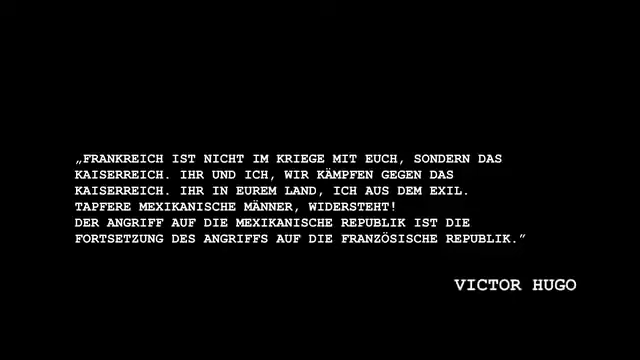 „FRANKREICH IST NICHT IM KRIEGE MIT EUCH, SONDERN DAS
KAISERREICH. IHR UND ICH, WIR KÄMPFEN GEGEN DAS
KAISERREICH. IHR IN EUREM LAND, ICH AUS DEM EXIL.
TAPFERE MEXIKANISCHE MÄNNER, WIDERSTEHT!
DER ANGRIFF AUF DIE MEXIKANISCHE REPUBLIK IST DIE
FORTSETZUNG DES ANGRIFFS AUF DIE FRANZÖSISCHE REPUBLIK.”
VICTOR HUGO